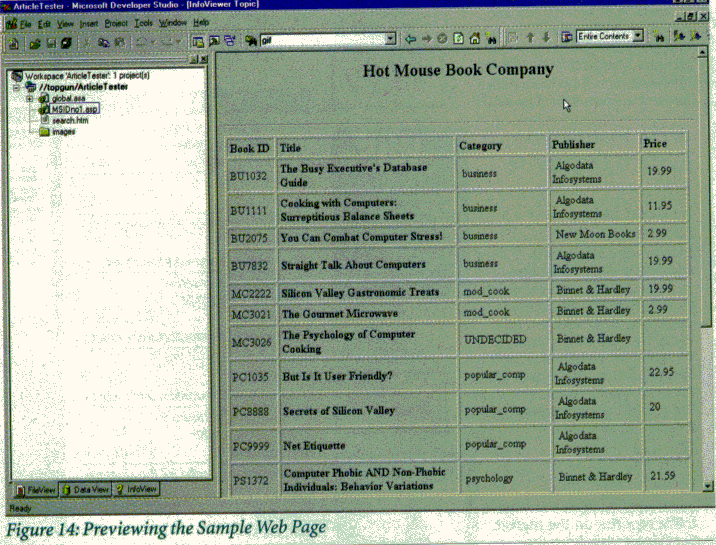 ArticleTester - Microsoft Developer Studio - [InfoViewer Topic]
File Edit View Insert Project Tools Window Help
gif
Entire Contents
Workspace 'ArticleTester': 1 project(s)
//topgun/ArticleTester
global.asa
MSIDno1.asp
search.htm
images
Hot Mouse Book Company
Book ID Title Category Publisher Price
BU1032 The Busy Executive's Database Guide business Algodata Infosystems 19.99
BU1111 Cooking with Computers: Surreptitious Balance Sheets business Algodata Infosystems 11.95
BU2075 You Can Combat Computer Stress! business New Moon Books 2.99
BU7832 Straight Talk About Computers business Algodata Infosystems 19.99
MC2222 Silicon Valley Gastronomic Treats mod_cook Binnet & Hardley 19.99
MC3021 The Gourmet Microwave mod_cook Binnet & Hardley 2.99
MC3026 The Psychology of Computer Cooking UNDECIDED Binnet & Hardley
PC1035 But Is It User Friendly? popular_comp Algodata Infosystems 22.95
PC8888 Secrets of Silicon Valley popular_comp Algodata Infosystems 20
PC9999 Net Etiquette popular_comp Algodata Infosystems
PS1372 Computer Phobic AND Non-Phobic Individuals: Behavior Variations psychology Binnet & Hardley 21.59
FileView Data View InfoView
Ready
Figure 14: Previewing the Sample Web Page